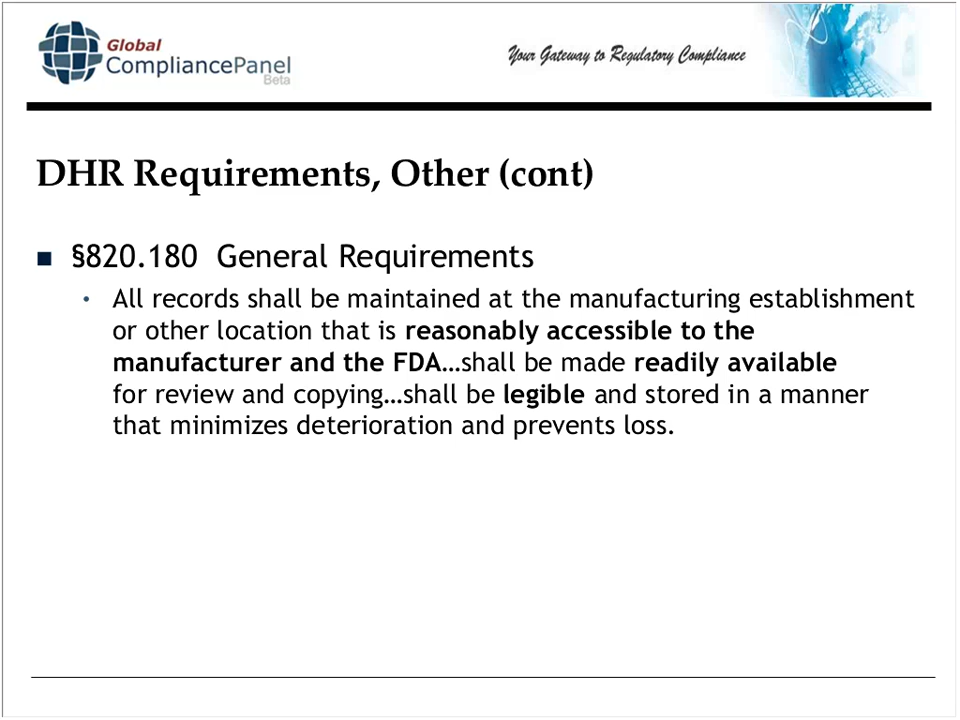 Global
CompliancePanel
Beta
Your Gateway to Regulatory Compliance
DHR Requirements, Other (cont)
§820.180 General Requirements
All records shall be maintained at the manufacturing establishment
or other location that is reasonably accessible to the
manufacturer and the FDA…shall be made readily available
for review and copying…shall be legible and stored in a manner
that minimizes deterioration and prevents loss.